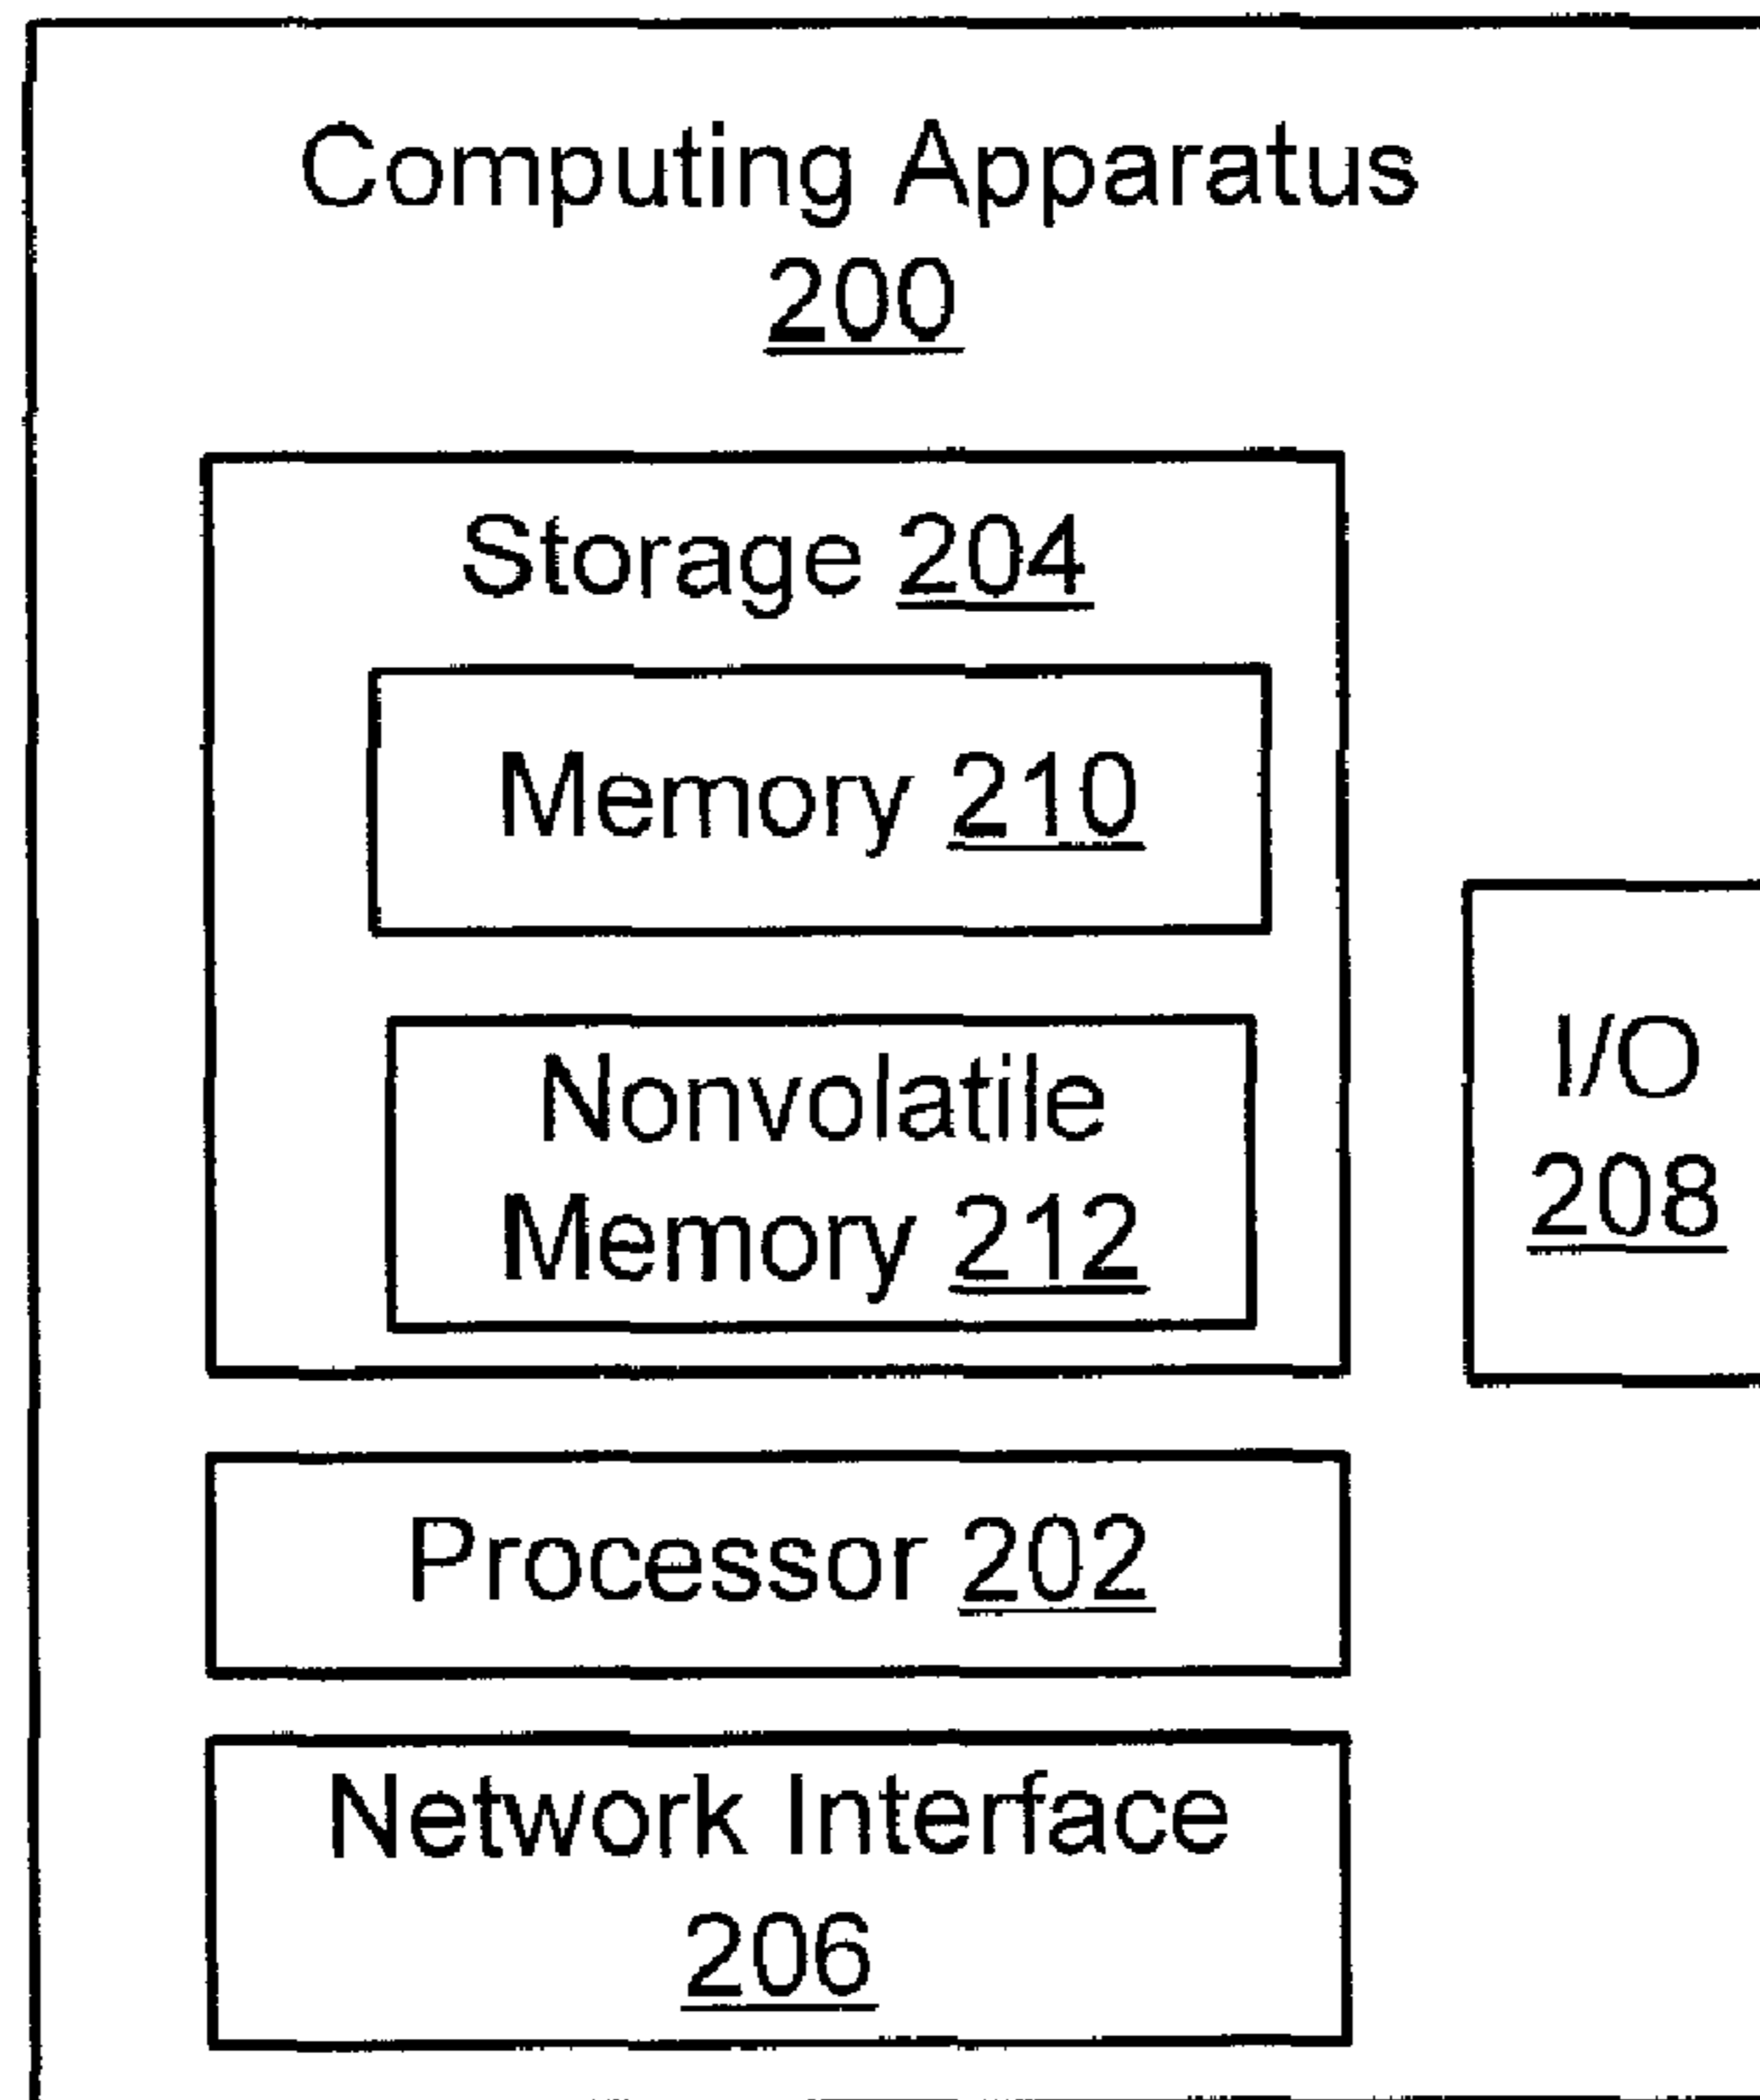 Computing Apparatus
200
Storage 204
Memory 210
Nonvolatile
Memory 212
I/O
208
Processor 202
Network Interface
206